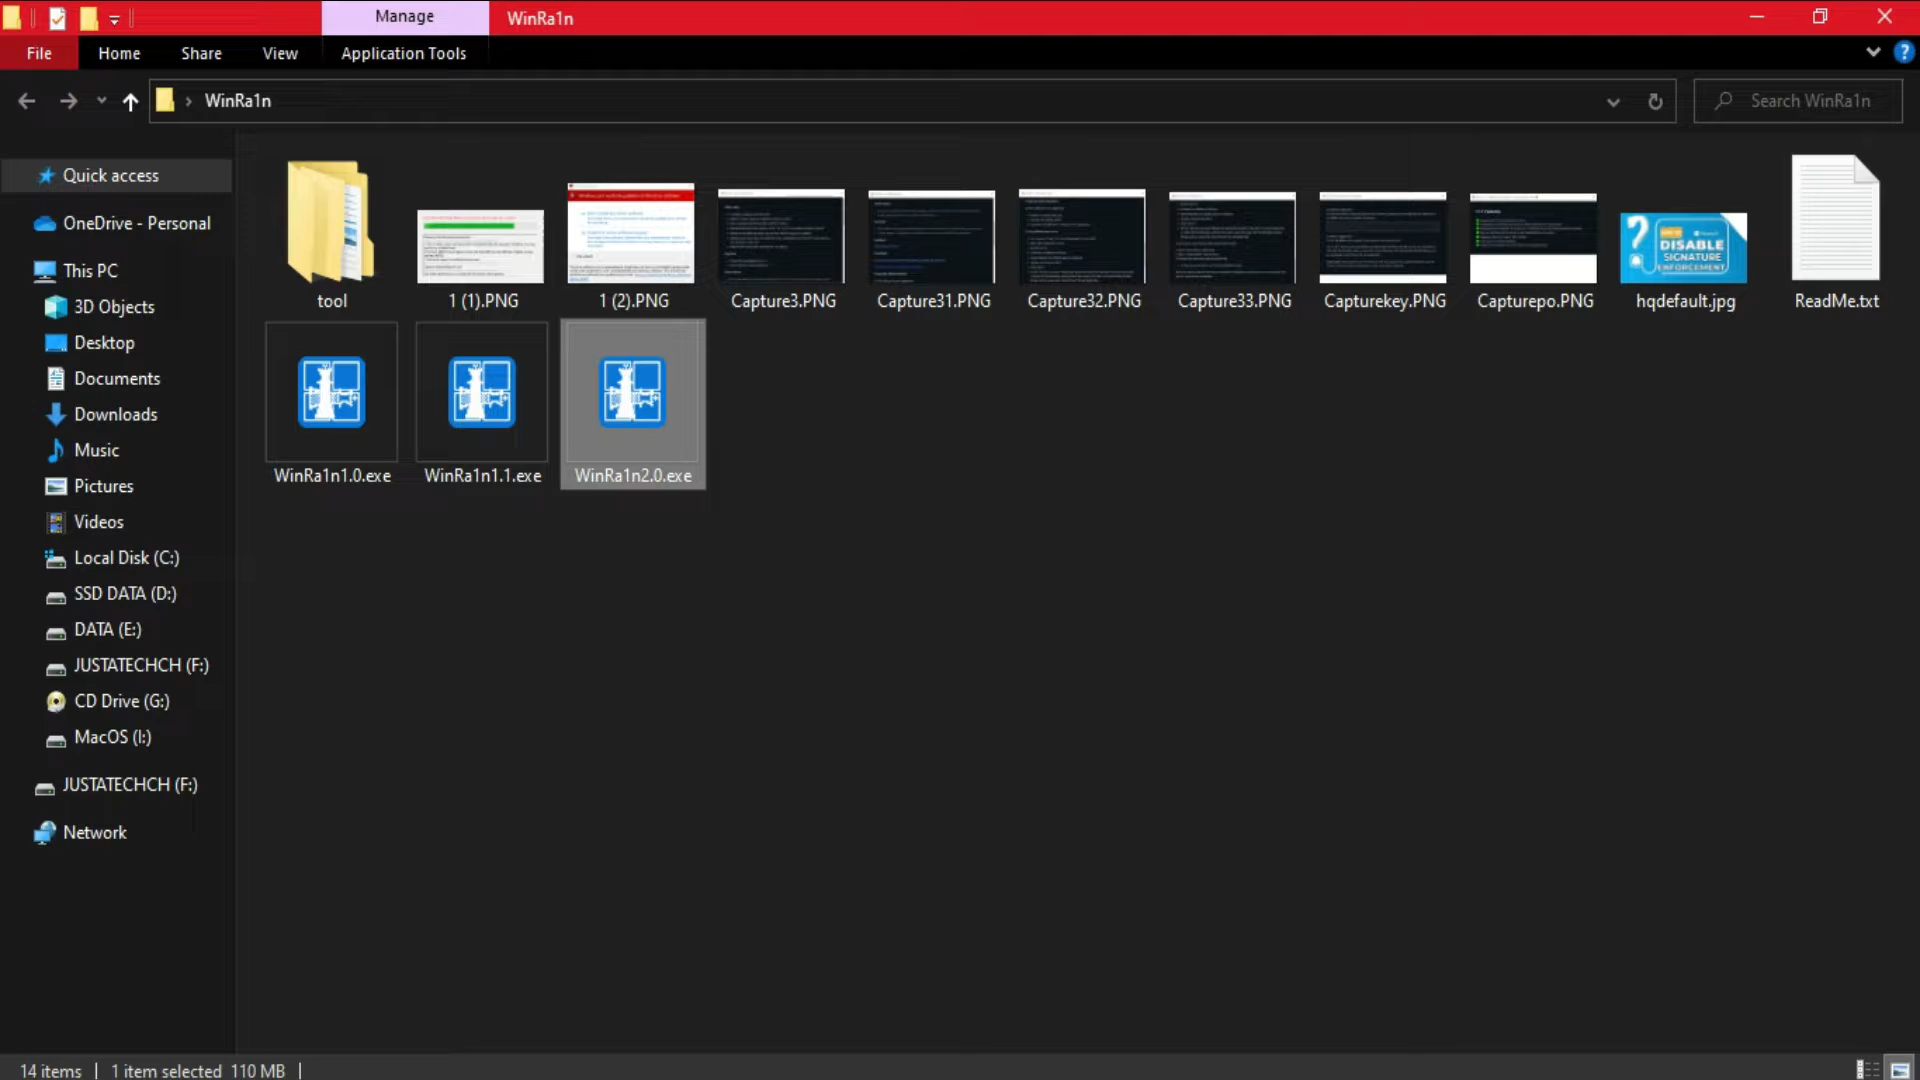 Manage
WinRa1n
File
Home
Share
View
Application Tools
WinRa1n
Search WinRa1n
Quick access
OneDrive - Personal
This PC
3D Objects
Desktop
Documents
Downloads
Music
Pictures
Videos
Local Disk (C:)
SSD DATA (D:)
DATA (E:)
JUSTATECHCH (F:)
CD Drive (G:)
MacOS (I:)
JUSTATECHCH (F:)
Network
tool
1 (1).PNG
1 (2).PNG
Capture3.PNG
Capture31.PNG
Capture32.PNG
Capture33.PNG
Capturekey.PNG
Capturepo.PNG
DISABLE
SIGNATURE
ENFORCEMENT
hqdefault.jpg
ReadMe.txt
WinRa1n1.0.exe
WinRa1n1.1.exe
WinRa1n2.0.exe
14 items
1 item selected 110 MB